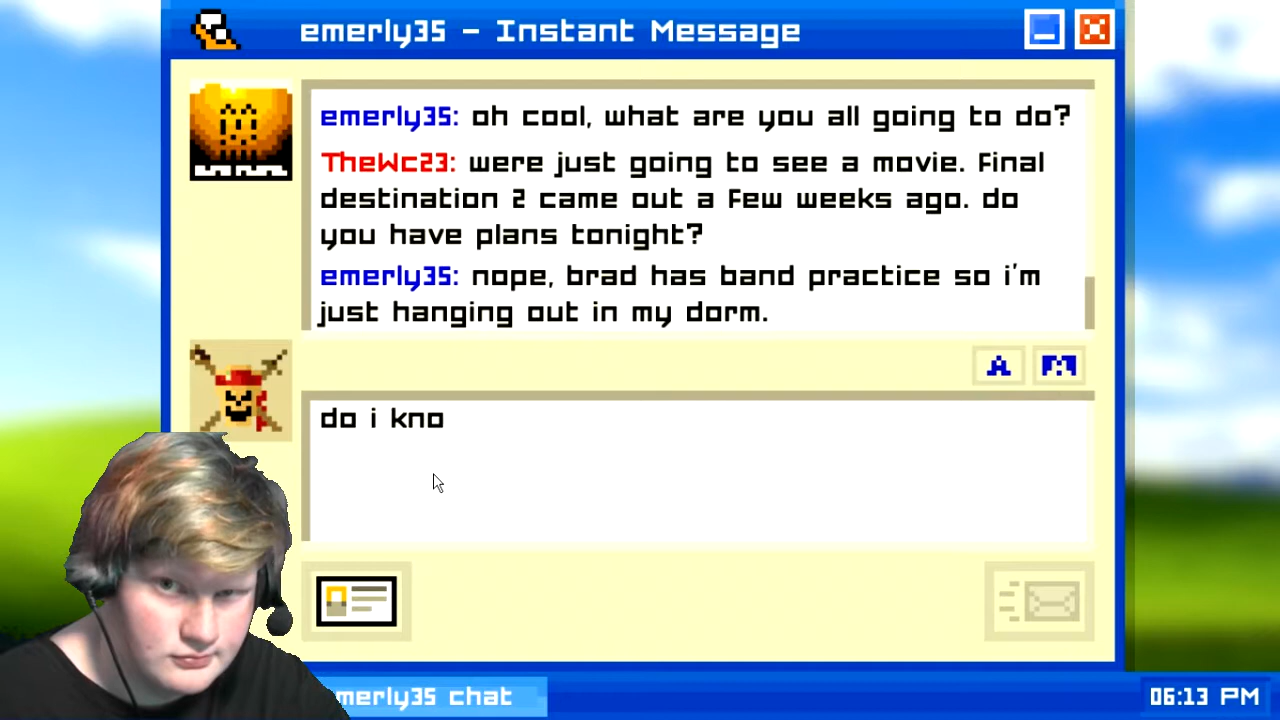 emerly35 - Instant Message
emerly35: oh cool, what are you all going to do?
TheWc23: were just going to see a movie. Final
destination 2 came out a few weeks ago. do
you have plans tonight?
emerly35: nope, brad has band practice so i'm
just hanging out in my dorm.
A
do i kno
merly35 chat
06:13 PM